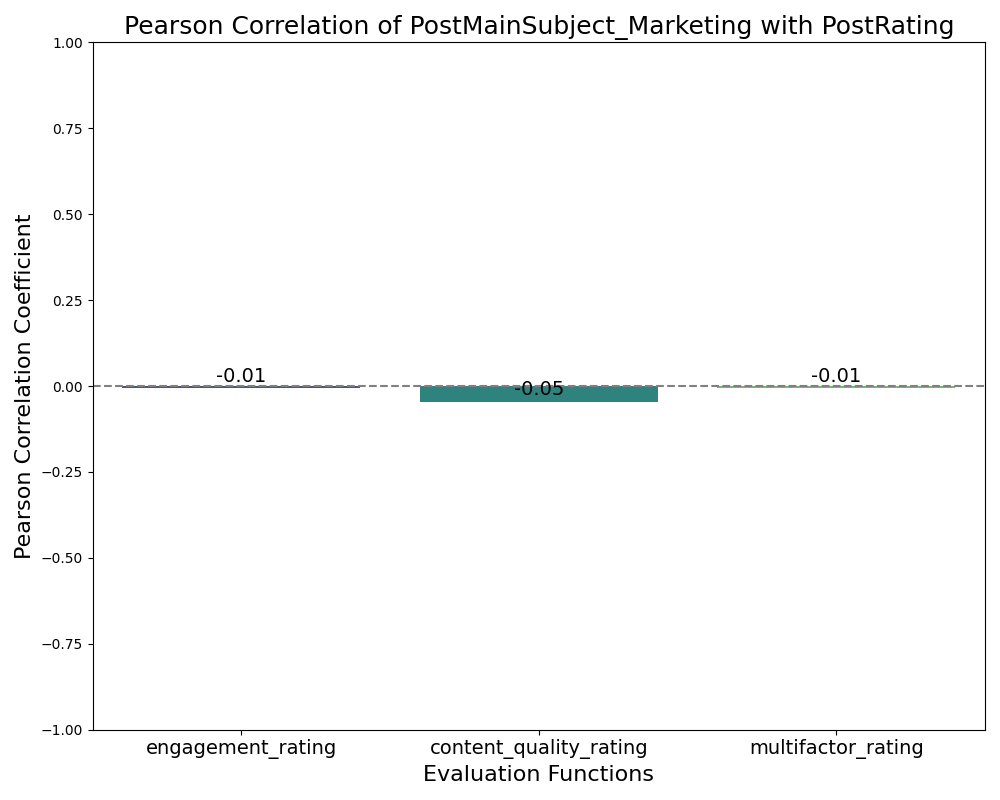 Pearson Correlation of PostMainSubject_Marketing with PostRating
1.00
0.75
0.50
0.25
0.00
−0.25
−0.50
−0.75
−1.00
Pearson Correlation Coefficient
-0.01
-0.05
-0.01
engagement_rating
content_quality_rating
multifactor_rating
Evaluation Functions